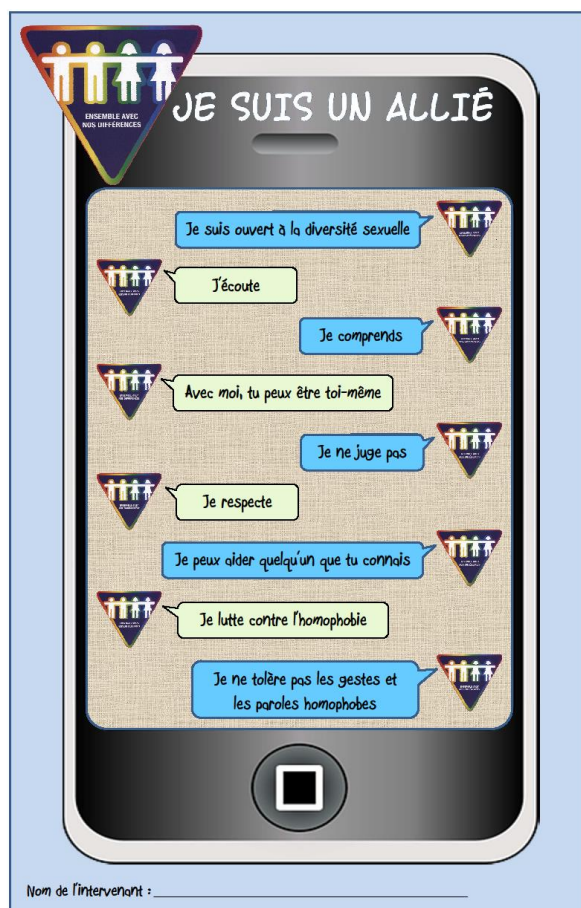 ENSEMBLE AVEC
NOS DIFFÉRENCES
JE SUIS UN ALLIÉ
Je suis ouvert à la diversité sexuelle
J'écoute
Je comprends
Avec moi, tu peux être toi-même
Je ne juge pas
Je respecte
Je peux aider quelqu'un que tu connais
Je lutte contre l'homophobie
Je ne tolère pas les gestes et
les paroles homophobes
Nom de l'intervenant :